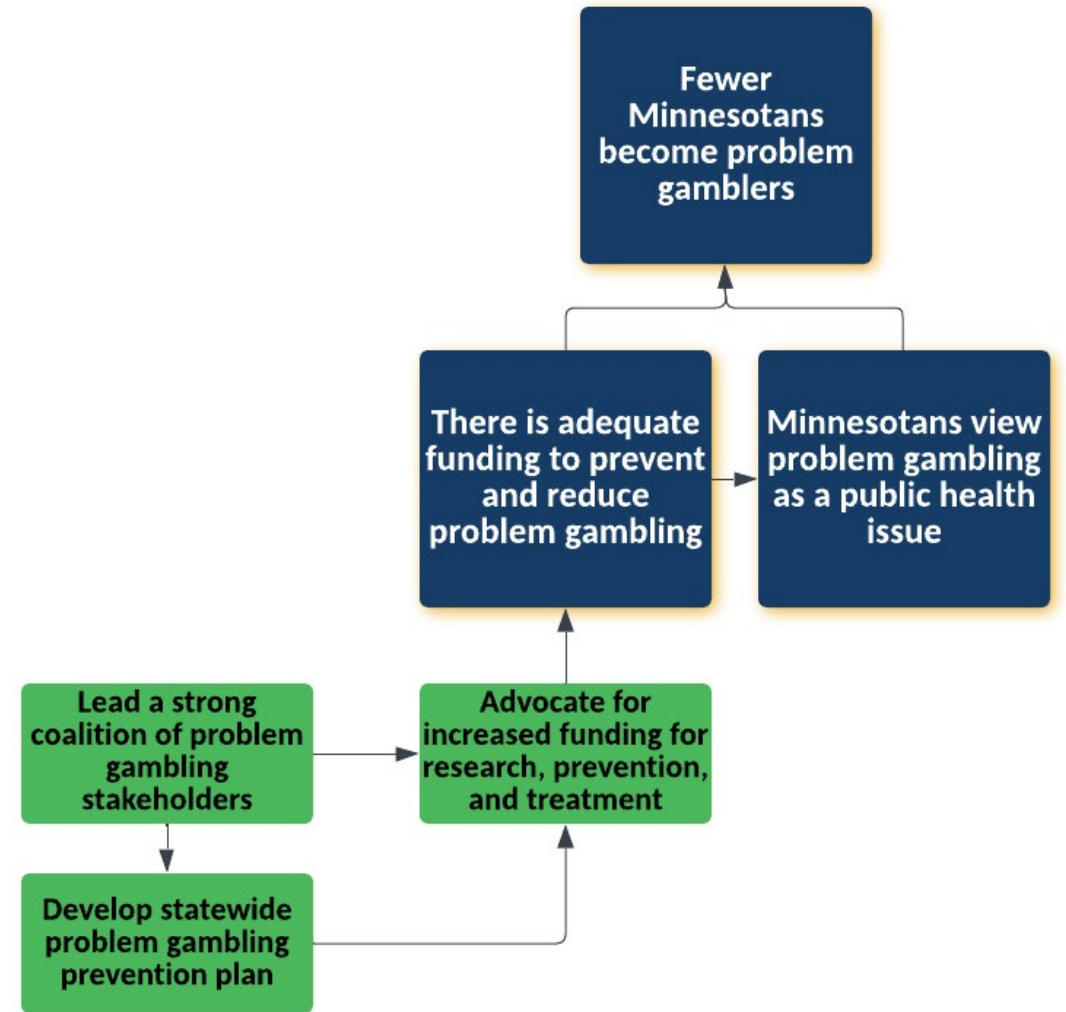 Fewer
Minnesotans
become problem
gamblers
There is adequate
funding to prevent
and reduce
problem gambling
Minnesotans view
problem gambling
as a public health
issue
Lead a strong
coalition of problem
gambling
stakeholders
Advocate for
increased funding for
research, prevention,
and treatment
Develop statewide
problem gambling
prevention plan